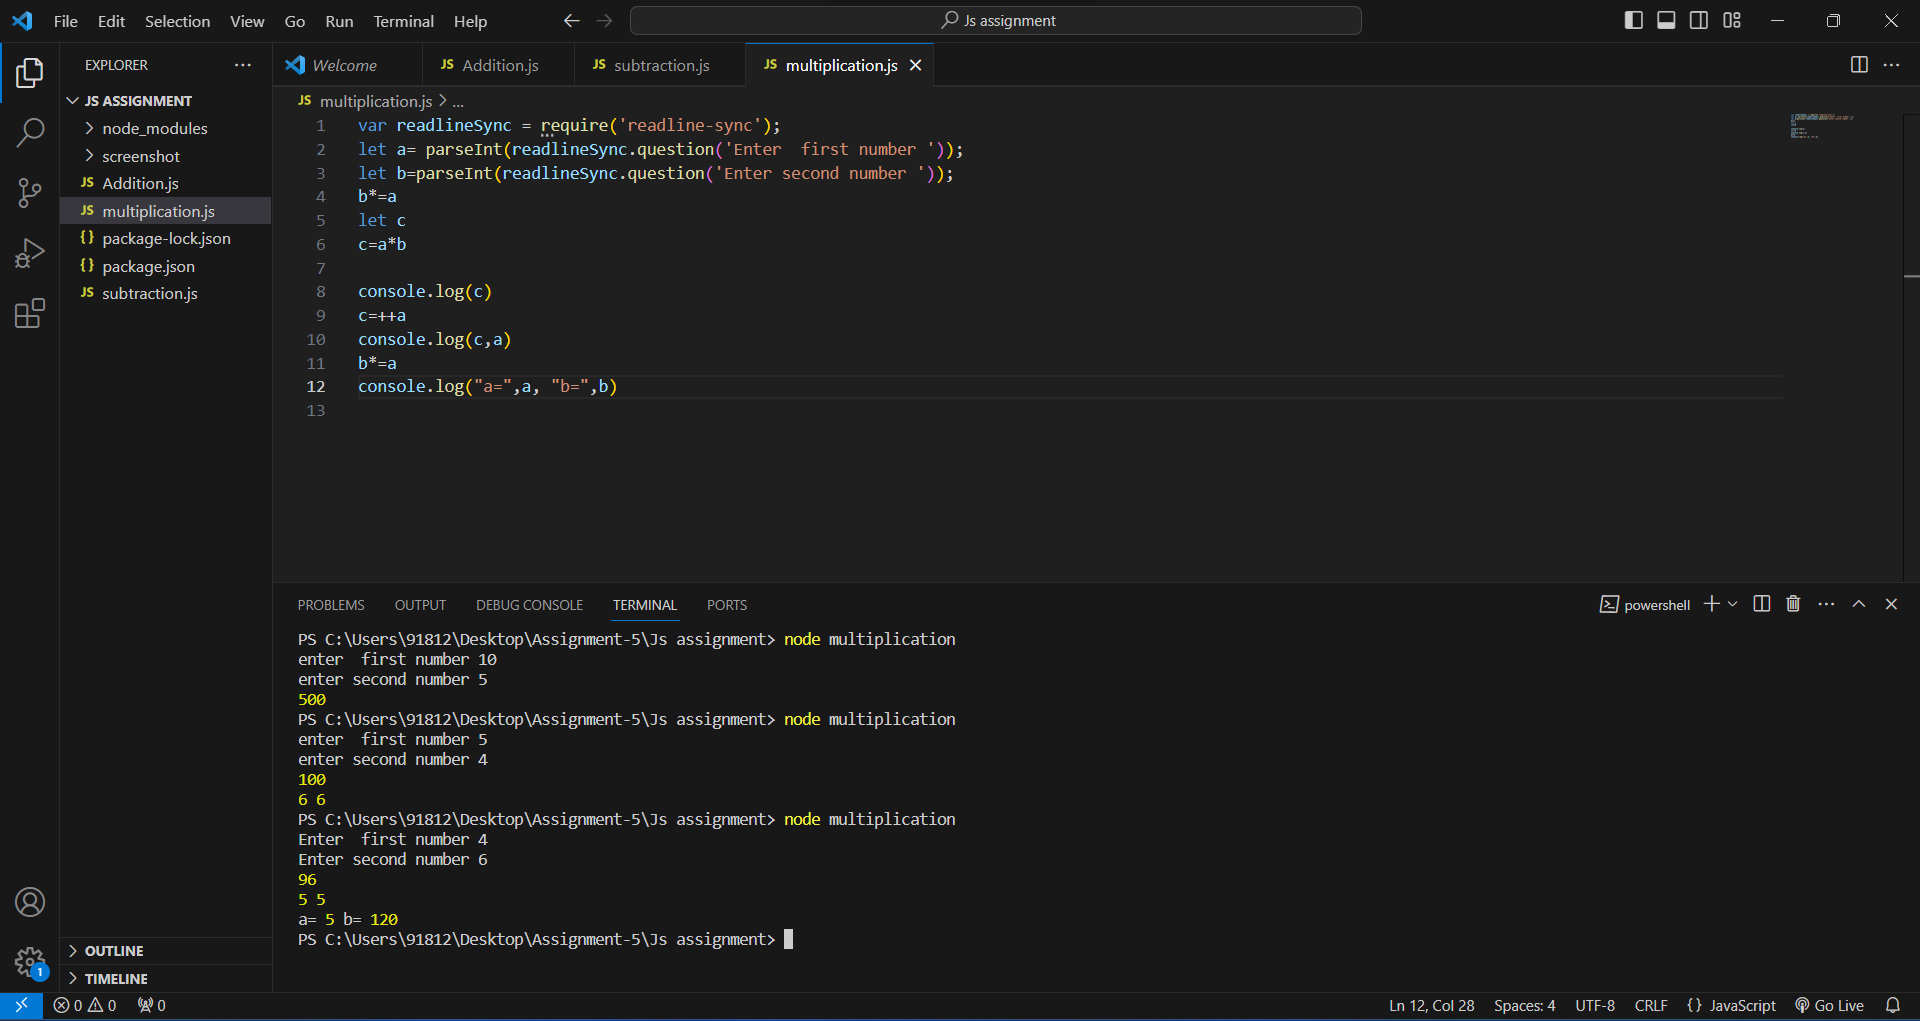 File Edit Selection View Go Run Terminal Help Js assignment
EXPLORER
JS ASSIGNMENT
node_modules
screenshot
JS Addition.js
JS multiplication.js
{} package-lock.json
{} package.json
JS subtraction.js
OUTLINE
TIMELINE
Welcome JS Addition.js JS subtraction.js JS multiplication.js
JS multiplication.js > ...
1 var readlineSync = require('readline-sync');
2 let a= parseInt(readlineSync.question('Enter  first number '));
3 let b=parseInt(readlineSync.question('Enter second number '));
4 b*=a
5 let c
6 c=a*b
7
8 console.log(c)
9 c=++a
10 console.log(c,a)
11 b*=a
12 console.log("a=",a, "b=",b)
13
PROBLEMS OUTPUT DEBUG CONSOLE TERMINAL PORTS powershell
PS C:\Users\91812\Desktop\Assignment-5\Js assignment> node multiplication
enter  first number 10
enter second number 5
500
PS C:\Users\91812\Desktop\Assignment-5\Js assignment> node multiplication
enter  first number 5
enter second number 4
100
6 6
PS C:\Users\91812\Desktop\Assignment-5\Js assignment> node multiplication
Enter  first number 4
Enter second number 6
96
5 5
a= 5 b= 120
PS C:\Users\91812\Desktop\Assignment-5\Js assignment>
1
0 0 0 Ln 12, Col 28 Spaces: 4 UTF-8 CRLF {} JavaScript Go Live